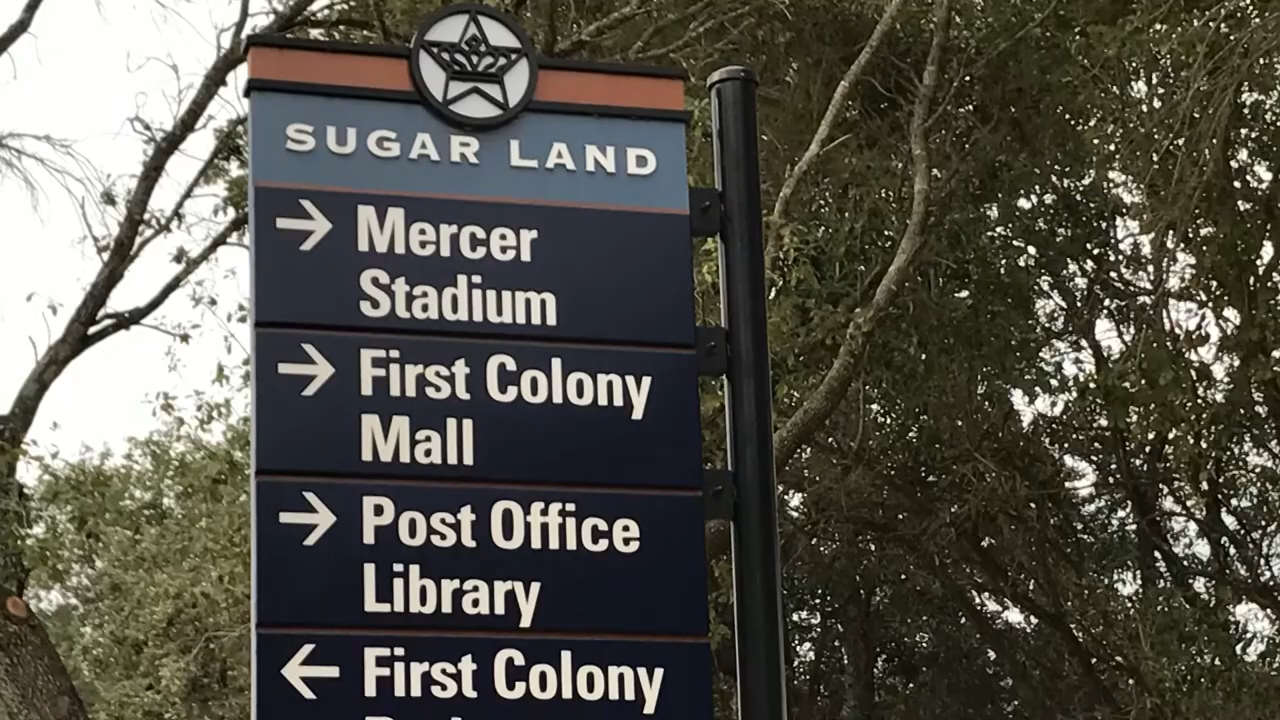 SUGAR LAND
→ Mercer
Stadium
→ First Colony
Mall
→ Post Office
Library
← First Colony